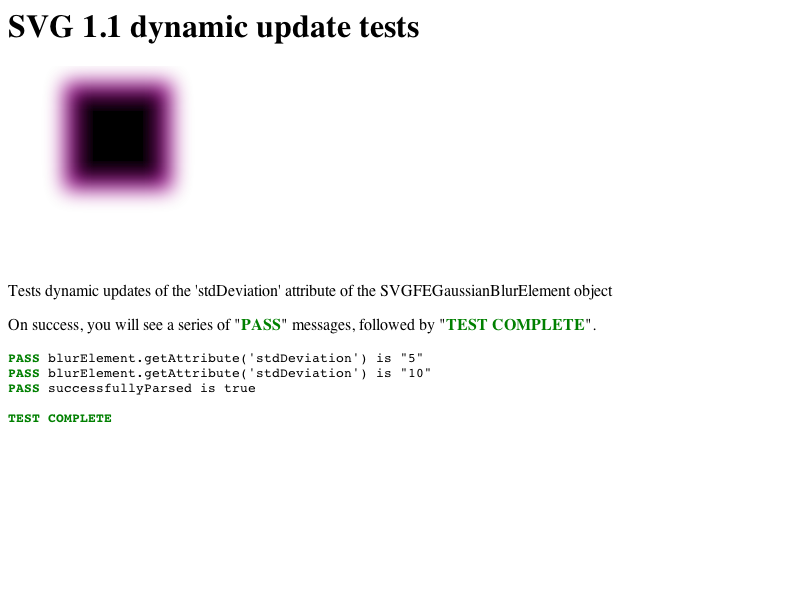 SVG 1.1 dynamic update tests
Tests dynamic updates of the 'stdDeviation' attribute of the SVGFEGaussianBlurElement object
On success, you will see a series of "PASS" messages, followed by "TEST COMPLETE".
PASS blurElement.getAttribute('stdDeviation') is "5"
PASS blurElement.getAttribute('stdDeviation') is "10"
PASS successfullyParsed is true
TEST COMPLETE